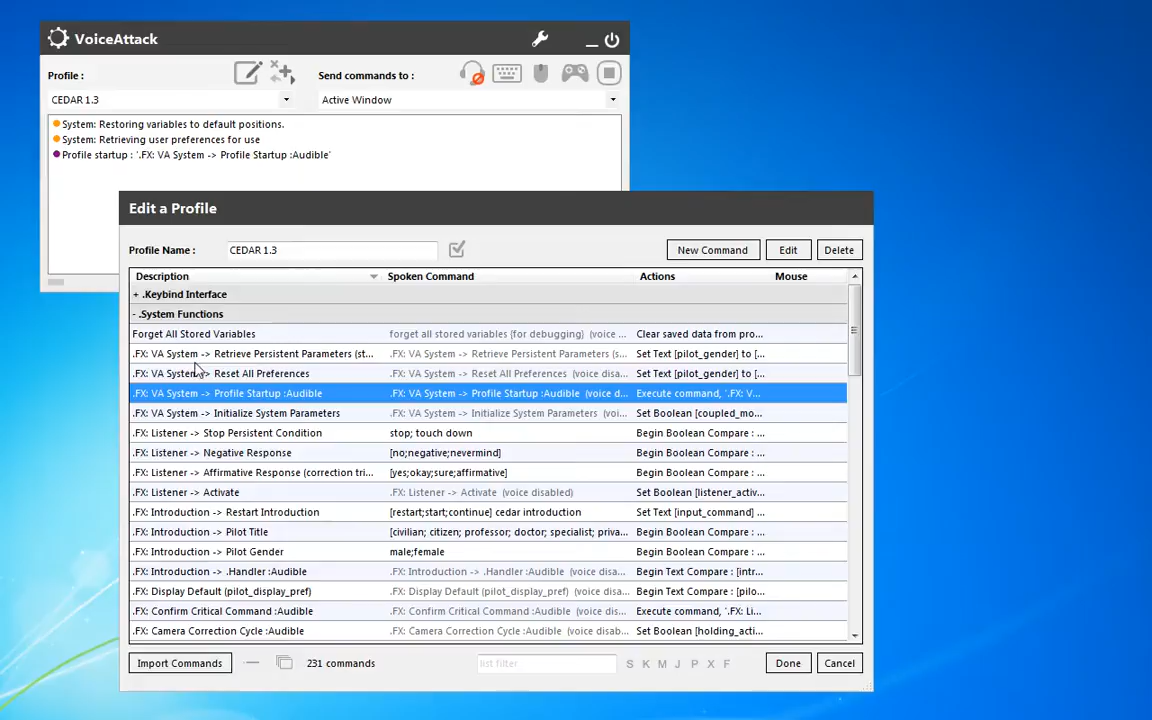 VoiceAttack
Profile :
Send commands to :
CEDAR 1.3
Active Window
System: Restoring variables to default positions.
System: Retrieving user preferences for use
Profile startup : '.FX: VA System -> Profile Startup :Audible'
Edit a Profile
Profile Name :
CEDAR 1.3
New Command
Edit
Delete
Description Spoken Command Actions Mouse
+ .Keybind Interface
- .System Functions
Forget All Stored Variables forget all stored variables {for debugging} (voice ... Clear saved data from pro...
.FX: VA System -> Retrieve Persistent Parameters (st... .FX: VA System -> Retrieve Persistent Parameters (s... Set Text [pilot_gender] to [...
.FX: VA System -> Reset All Preferences .FX: VA System -> Reset All Preferences (voice disa... Set Text [pilot_gender] to [...
.FX: VA System -> Profile Startup :Audible .FX: VA System -> Profile Startup :Audible (voice d... Execute command, '.FX: V...
.FX: VA System -> Initialize System Parameters .FX: VA System -> Initialize System Parameters (voi... Set Boolean [coupled_mo...
.FX: Listener -> Stop Persistent Condition stop; touch down Begin Boolean Compare : ...
.FX: Listener -> Negative Response [no;negative;nevermind] Begin Boolean Compare : ...
.FX: Listener -> Affirmative Response (correction tri... [yes;okay;sure;affirmative] Begin Boolean Compare : ...
.FX: Listener -> Activate .FX: Listener -> Activate (voice disabled) Set Boolean [listener_activ...
.FX: Introduction -> Restart Introduction [restart;start;continue] cedar introduction Set Text [input_command] ...
.FX: Introduction -> Pilot Title [civilian; citizen; professor; doctor; specialist; priva... Begin Boolean Compare : ...
.FX: Introduction -> Pilot Gender male;female Begin Boolean Compare : ...
.FX: Introduction -> .Handler :Audible .FX: Introduction -> .Handler :Audible (voice disa... Begin Text Compare : [intr...
.FX: Display Default (pilot_display_pref) .FX: Display Default (pilot_display_pref) (voice dis... Begin Text Compare : [pilo...
.FX: Confirm Critical Command :Audible .FX: Confirm Critical Command :Audible (voice dis... Execute command, '.FX: Li...
.FX: Camera Correction Cycle :Audible .FX: Camera Correction Cycle :Audible (voice disab... Set Boolean [holding_acti...
Import Commands
231 commands
list filter
S K M J P X F
Done
Cancel